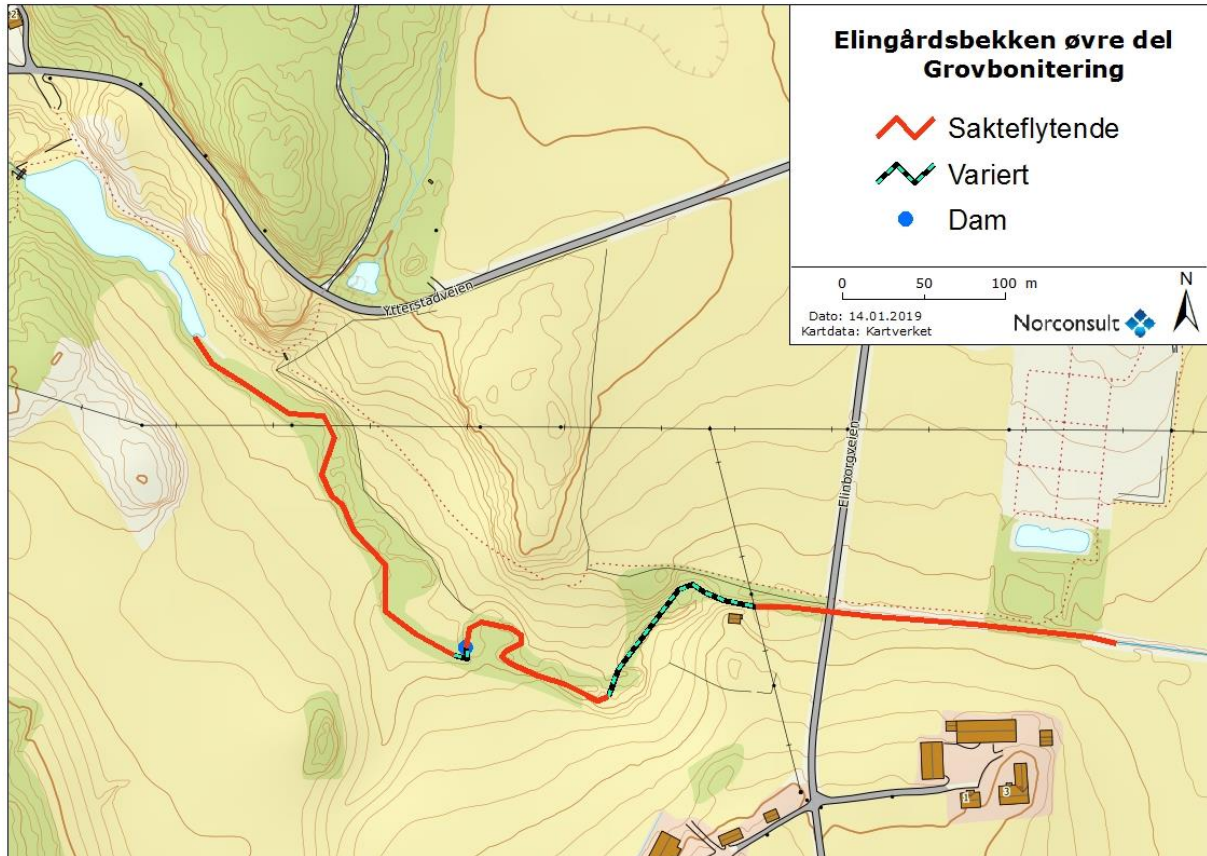 Elingårdsbekken øvre del
Grovbonitering
Sakteflytende
Variert
Dam
0 50 100 m
N
Dato: 14.01.2019
Kartdata: Kartverket
Norconsult
2
Ytterstadveien
Elinborgveien
1
3